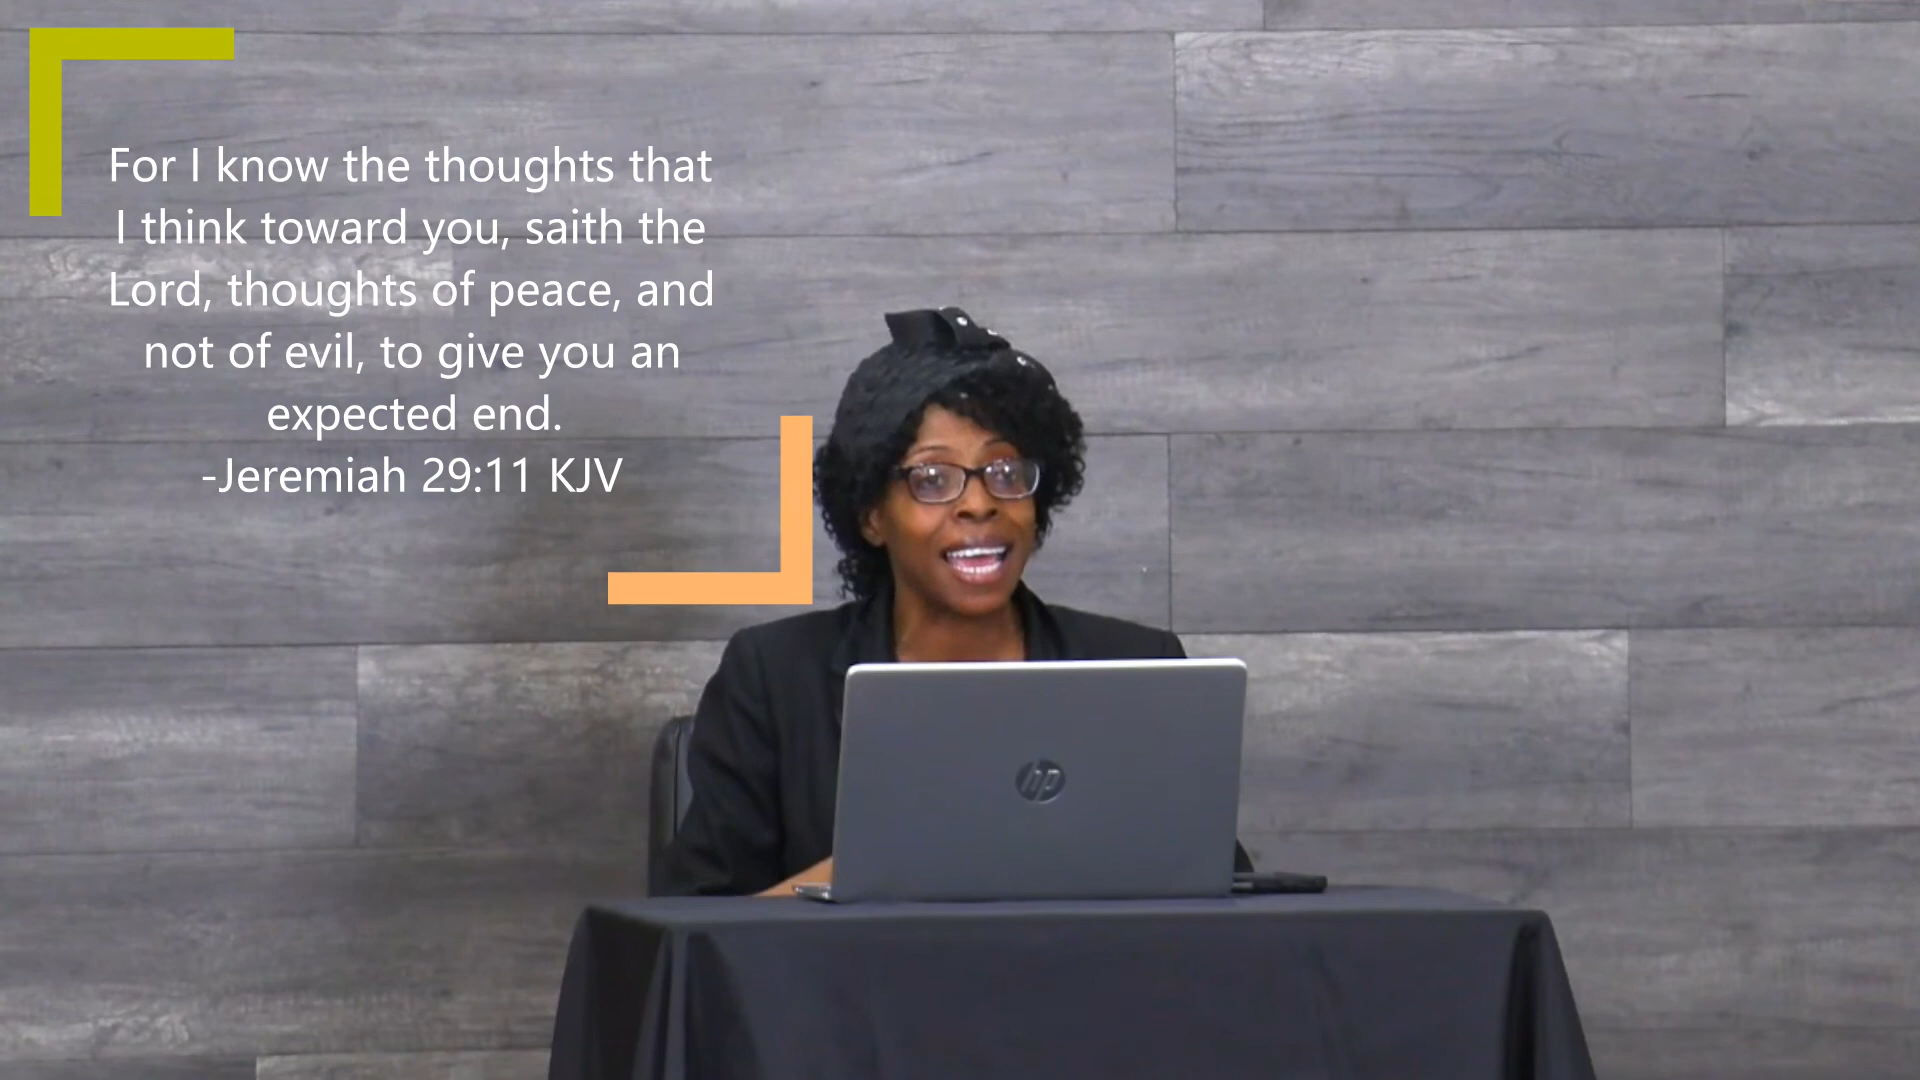 For I know the thoughts that
I think toward you, saith the
Lord, thoughts of peace, and
not of evil, to give you an
expected end.
-Jeremiah 29:11 KJV
hp